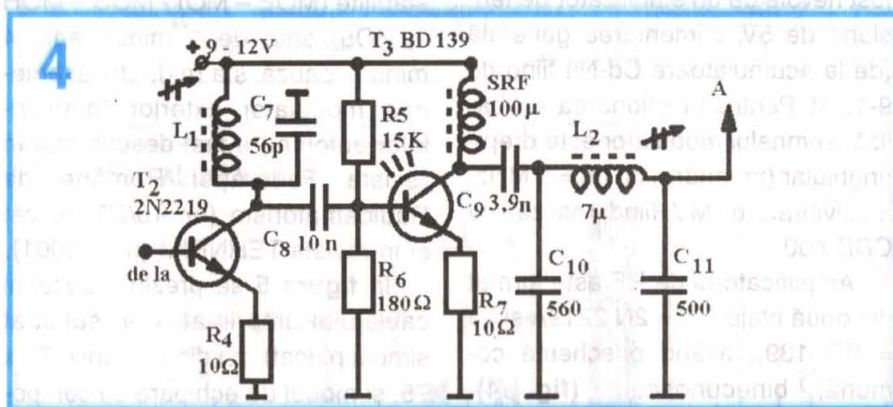 4
+ 9 - 12V
T3 BD 139
SRF
100µ
A
L1
C7
56p
R5
15K
L2
7µ
T2
2N2219
C8 10 n
C9 3.9n
de la
R4
10Ω
R6
180Ω
R7
10Ω
C10
560
C11
500